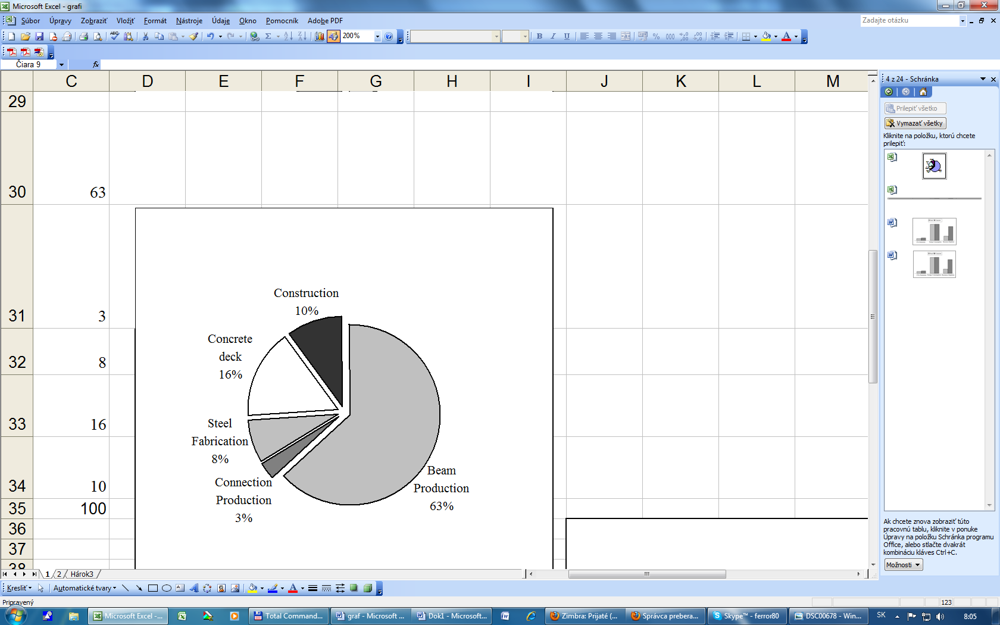 Microsoft Excel - grafi
Súbor Úpravy Zobraziť Vložiť Formát Nástroje Údaje Okno Pomocník Adobe PDF
Zadajte otázku
200%
Čiara 9
fx
C D E F G H I J K L M
29
30 63
31 3
32 8
33 16
34 10
35 100
36
37
38
Construction
10%
Concrete
deck
16%
Steel
Fabrication
8%
Connection
Production
3%
Beam
Production
63%
4 z 24 - Schránka
Prilepiť všetko
Vymazať všetky
Kliknite na položku, ktorú chcete
prilepiť:
Ak chcete znova zobraziť túto
pracovnú tablu, kliknite v ponuke
Úpravy na položku Schránka programu
Office, alebo stlačte dvakrát
kombináciu kláves Ctrl+C.
Možnosti
1 2 Hárok3
Kresliť Automatické tvary
Pripravený
123
Microsoft Excel -...
Total Command...
graf - Microsoft ...
Dok1 - Microsoft...
Zimbra: Prijaté (...
Správca prebera...
Skype™ - ferror80
DSC00678 - Win...
SK
8:05